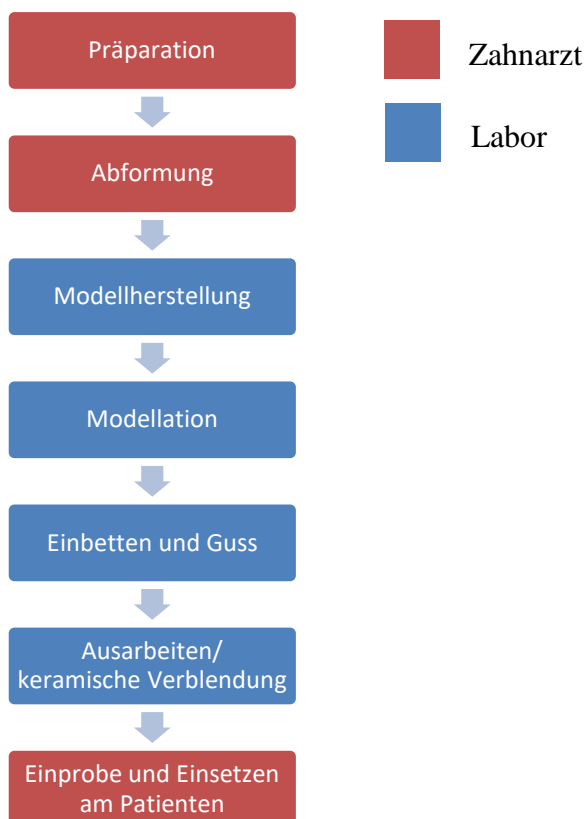 Präparation
Zahnarzt
Abformung
Labor
Modellherstellung
Modellation
Einbetten und Guss
Ausarbeiten/
keramische Verblendung
Einprobe und Einsetzen
am Patienten